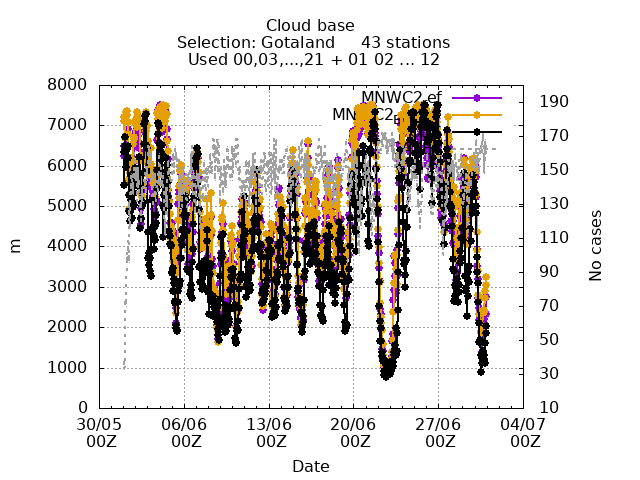 Cloud base
Selection: Gotaland 43 stations
Used 00,03,...,21 + 01 02 ... 12
8000
7000
6000
5000
4000
3000
2000
1000
0
190
170
150
130
110
90
70
50
30
10
m
No cases
MNWC2.ef
30/05 06/06 13/06 20/06 27/06 04/07
00Z 00Z 00Z 00Z 00Z 00Z
Date